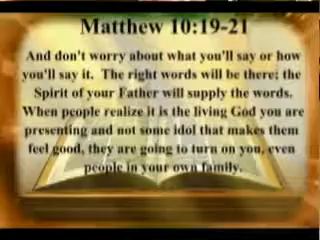 Matthew 10:19-21
And don't worry about what you'll say or how
you'll say it. The right words will be there; the
Spirit of your Father will supply the words.
When people realize it is the living God you are
presenting and not some idol that makes them
feel good, they are going to turn on you, even
people in your own family.